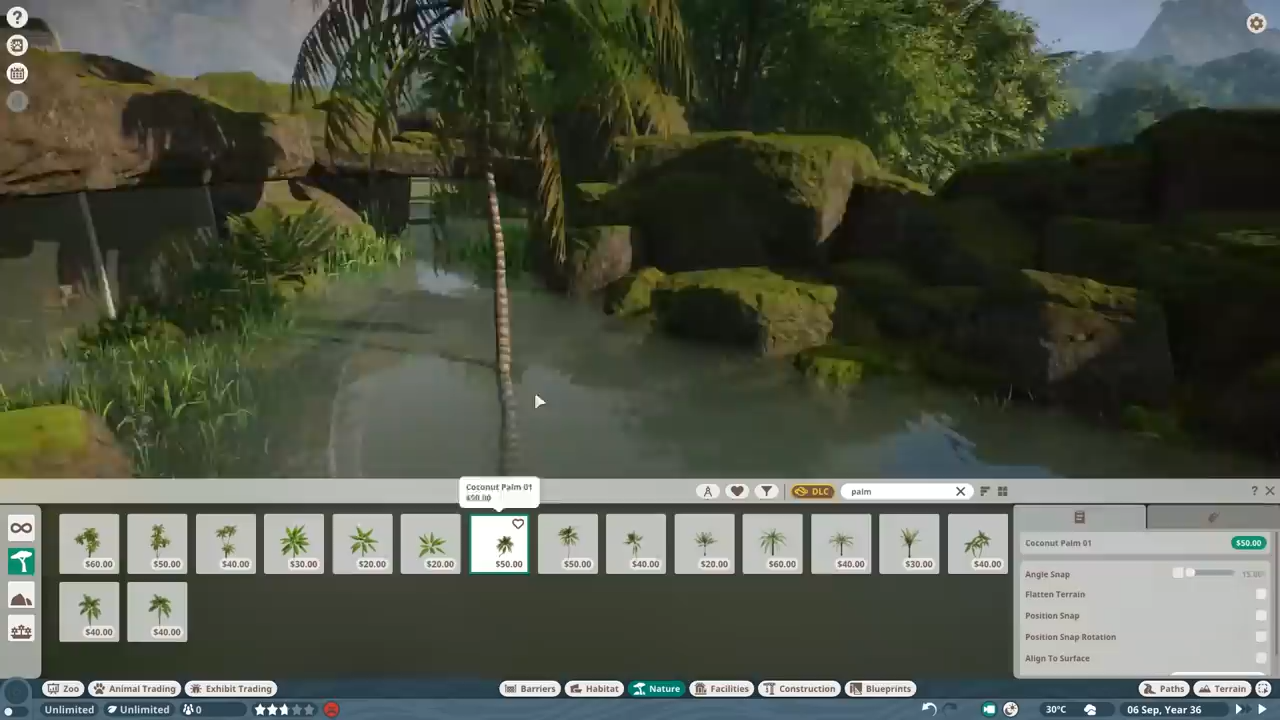 ?
Coconut Palm 01
$50.00
DLC
palm
?
$60.00 $50.00 $40.00 $30.00 $20.00 $20.00 $50.00 $50.00 $40.00 $20.00 $60.00 $40.00 $30.00 $40.00
$40.00 $40.00
Coconut Palm 01 $50.00
Angle Snap 15.00°
Flatten Terrain
Position Snap
Position Snap Rotation
Align To Surface
Zoo Animal Trading Exhibit Trading Barriers Habitat Nature Facilities Construction Blueprints Paths Terrain
Unlimited Unlimited 0 30°C 06 Sep, Year 36